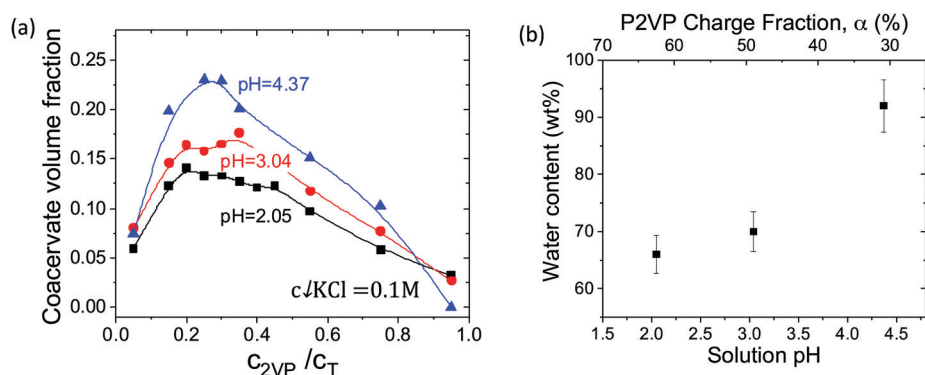 (a)
Coacervate volume fraction
0.25
0.20
0.15
0.10
0.05
0.00
pH=4.37
pH=3.04
pH=2.05
c↓KCl =0.1M
0.0 0.2 0.4 0.6 0.8 1.0
c2VP /cT
(b)
P2VP Charge Fraction, α (%)
70 60 50 40 30
Water content (wt%)
100
90
80
70
60
1.5 2.0 2.5 3.0 3.5 4.0 4.5
Solution pH